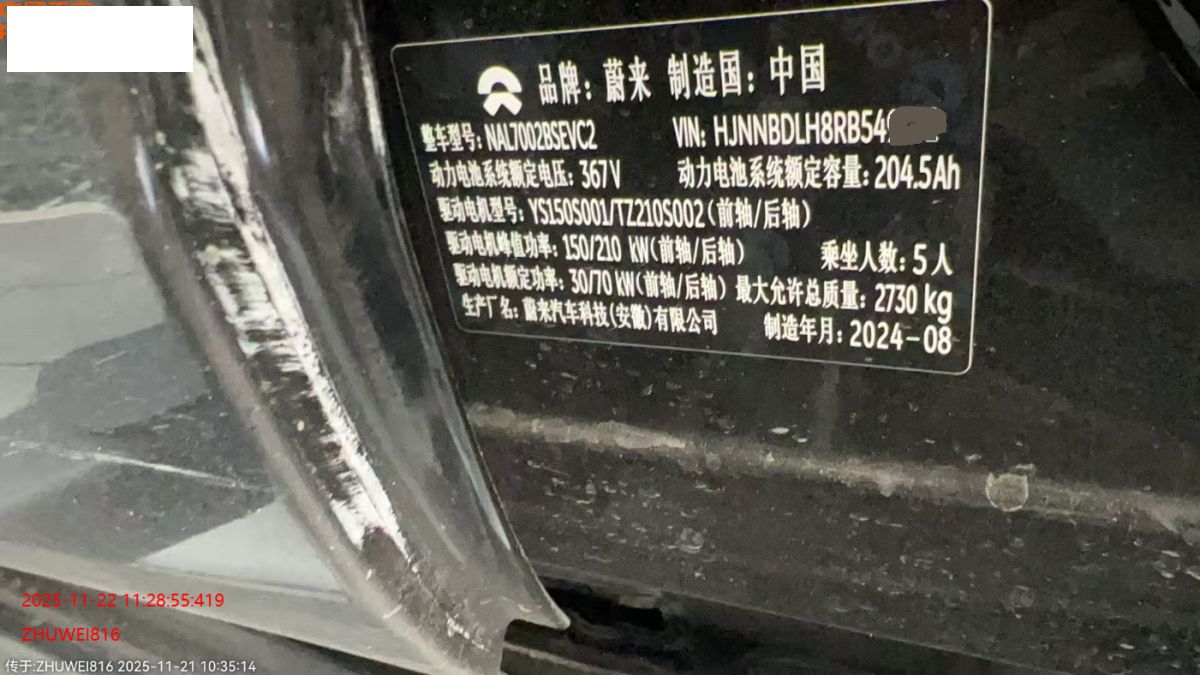 品牌：蔚来 制造国：中国
整车型号：NAL7002BSEVC2 VIN: HJNNBDLH8RB54
动力电池系统额定电压：367V 动力电池系统额定容量：204.5Ah
驱动电机型号：YS150S001/TZ210S002(前轴/后轴)
驱动电机峰值功率：150/210 kW(前轴/后轴) 乘坐人数：5人
驱动电机额定功率：30/70 kW(前轴/后轴) 最大允许总质量：2730 kg
生产厂名：蔚来汽车科技(安徽)有限公司 制造年月：2024-08
2025-11-22 11:28:55:419
ZHUWEI816
传于:ZHUWEI816 2025-11-21 10:35:14